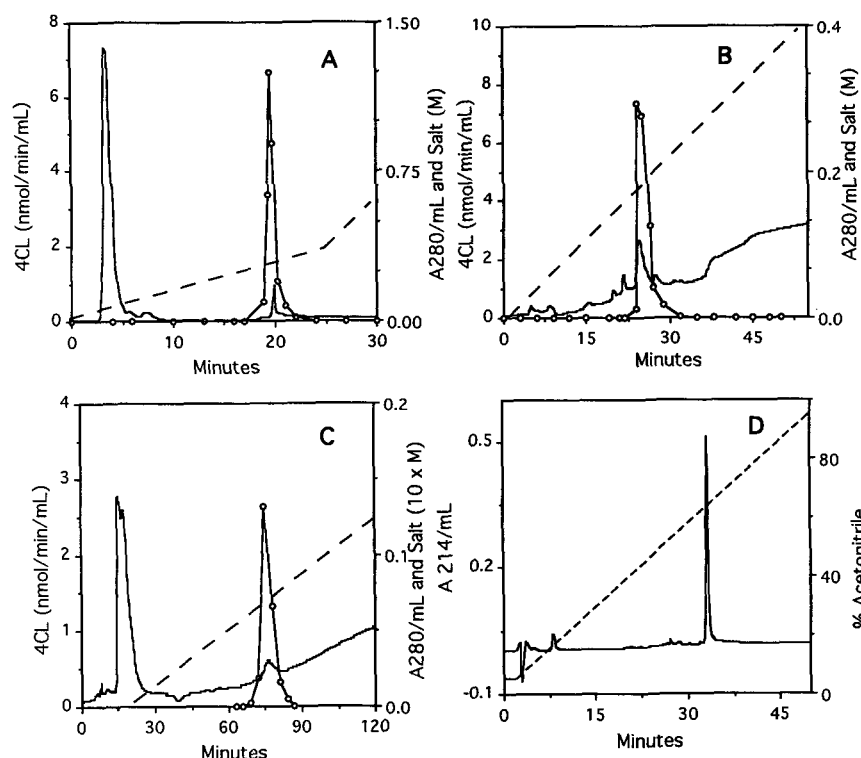 A
4CL (nmol/min/mL)
8
6
4
2
0
0 10 20 30
Minutes
1.50
0.75
0.00
A280/mL and Salt (M)
B
4CL (nmol/min/mL)
10
8
6
4
2
0
0 15 30 45
Minutes
0.4
0.2
0.0
A280/mL and Salt (M)
C
4CL (nmol/min/mL)
4
3
2
1
0
0 30 60 90 120
Minutes
0.2
0.1
0.0
A280/mL and Salt (10 x M)
D
A 214/mL
0.5
0.2
-0.1
0 15 30 45
Minutes
80
40
0
% Acetonitrile